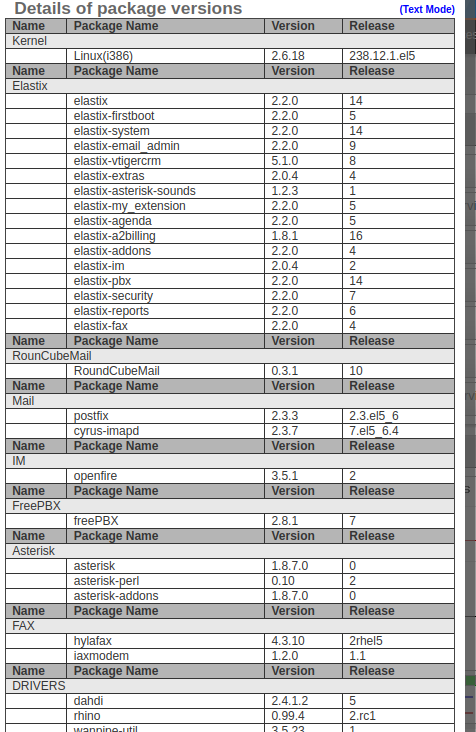 Details of package versions (Text Mode)
Name Package Name Version Release
Kernel
Linux(i386) 2.6.18 238.12.1.el5
Name Package Name Version Release
Elastix
elastix 2.2.0 14
elastix-firstboot 2.2.0 5
elastix-system 2.2.0 14
elastix-email_admin 2.2.0 9
elastix-vtigercrm 5.1.0 8
elastix-extras 2.0.4 4
elastix-asterisk-sounds 1.2.3 1
elastix-my_extension 2.2.0 5
elastix-agenda 2.2.0 5
elastix-a2billing 1.8.1 16
elastix-addons 2.2.0 4
elastix-im 2.0.4 2
elastix-pbx 2.2.0 14
elastix-security 2.2.0 7
elastix-reports 2.2.0 6
elastix-fax 2.2.0 4
Name Package Name Version Release
RounCubeMail
RoundCubeMail 0.3.1 10
Name Package Name Version Release
Mail
postfix 2.3.3 2.3.el5_6
cyrus-imapd 2.3.7 7.el5_6.4
Name Package Name Version Release
IM
openfire 3.5.1 2
Name Package Name Version Release
FreePBX
freePBX 2.8.1 7
Name Package Name Version Release
Asterisk
asterisk 1.8.7.0 0
asterisk-perl 0.10 2
asterisk-addons 1.8.7.0 0
Name Package Name Version Release
FAX
hylafax 4.3.10 2rhel5
iaxmodem 1.2.0 1.1
Name Package Name Version Release
DRIVERS
dahdi 2.4.1.2 5
rhino 0.99.4 2.rc1
wanpipe-util 3.5.23 1